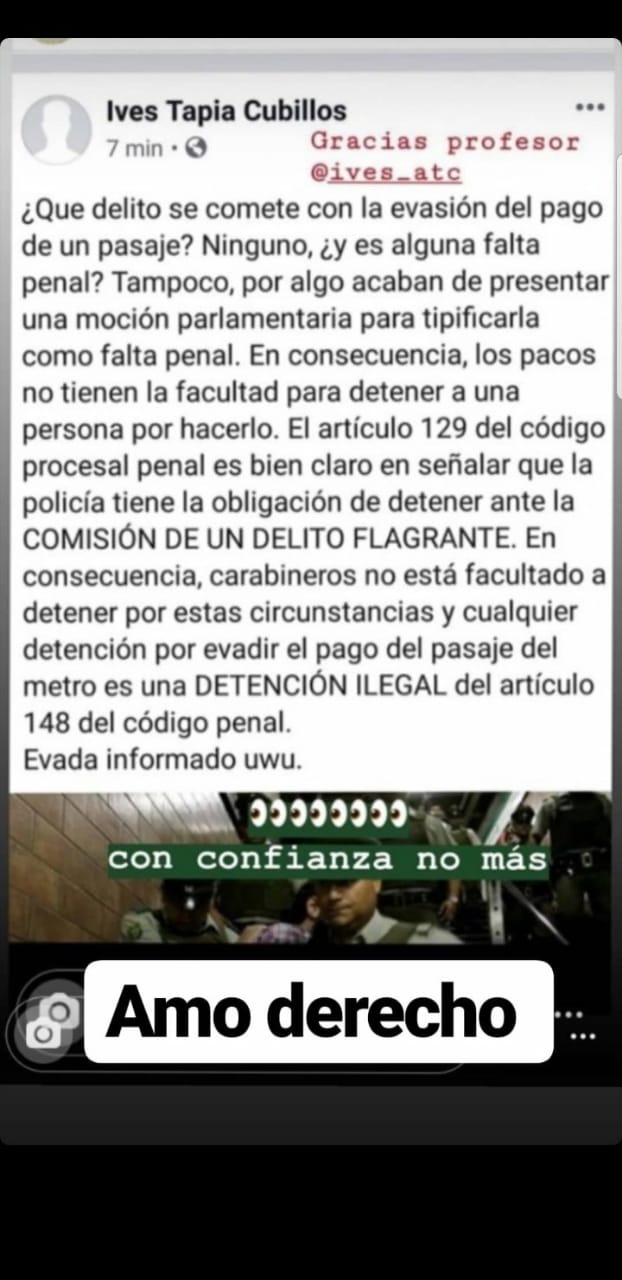 Ives Tapia Cubillos
7 min ·
Gracias profesor
@ives_atc
¿Que delito se comete con la evasión del pago
de un pasaje? Ninguno, ¿y es alguna falta
penal? Tampoco, por algo acaban de presentar
una moción parlamentaria para tipificarla
como falta penal. En consecuencia, los pacos
no tienen la facultad para detener a una
persona por hacerlo. El artículo 129 del código
procesal penal es bien claro en señalar que la
policía tiene la obligación de detener ante la
COMISIÓN DE UN DELITO FLAGRANTE. En
consecuencia, carabineros no está facultado a
detener por estas circunstancias y cualquier
detención por evadir el pago del pasaje del
metro es una DETENCIÓN ILEGAL del artículo
148 del código penal.
Evada informado uwu.
👀👀👀👀👀👀👀👀
con confianza no más
Amo derecho